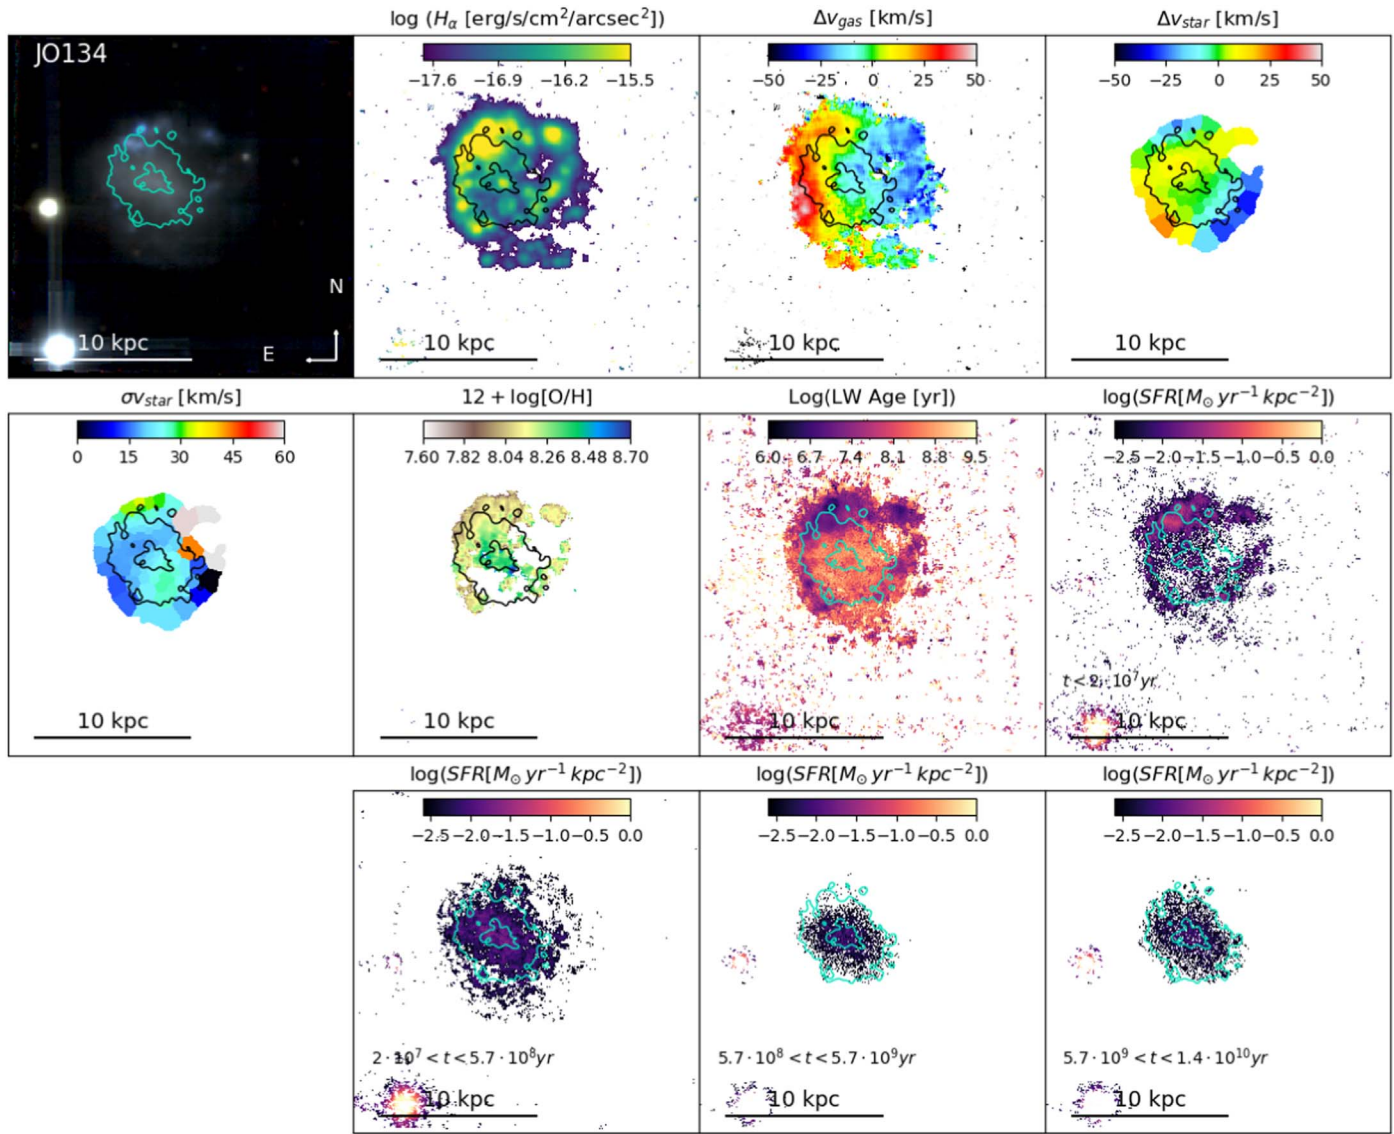 log (Hα [erg/s/cm²/arcsec²]) Δv_gas [km/s] Δv_star [km/s]
JO134
−17.6 −16.9 −16.2 −15.5 −50 −25 0 25 50 −50 −25 0 25 50
N
10 kpc E 10 kpc 10 kpc 10 kpc
σv_star [km/s] 12 + log[O/H] Log(LW Age [yr]) log(SFR[M⊙ yr⁻¹ kpc⁻²])
0 15 30 45 60 7.60 7.82 8.04 8.26 8.48 8.70 6.0 6.7 7.4 8.1 8.8 9.5 −2.5 −2.0 −1.5 −1.0 −0.5 0.0
t < 2 · 10⁷yr
10 kpc 10 kpc 10 kpc 10 kpc
log(SFR[M⊙ yr⁻¹ kpc⁻²]) log(SFR[M⊙ yr⁻¹ kpc⁻²]) log(SFR[M⊙ yr⁻¹ kpc⁻²])
−2.5 −2.0 −1.5 −1.0 −0.5 0.0 −2.5 −2.0 −1.5 −1.0 −0.5 0.0 −2.5 −2.0 −1.5 −1.0 −0.5 0.0
2 · 10⁷ < t < 5.7 · 10⁸yr 5.7 · 10⁸ < t < 5.7 · 10⁹yr 5.7 · 10⁹ < t < 1.4 · 10¹⁰yr
10 kpc 10 kpc 10 kpc